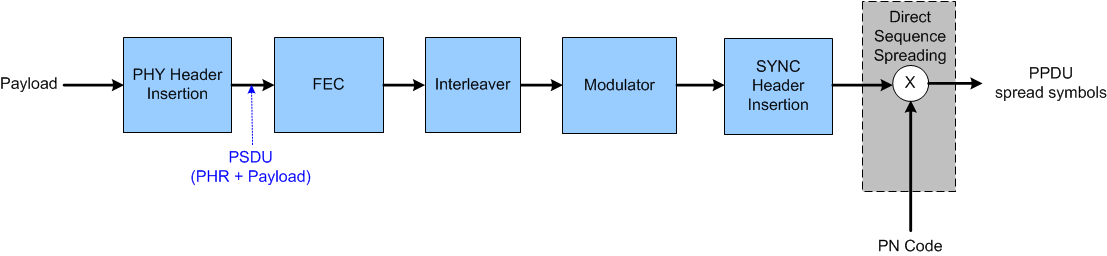 Payload
PHY Header
Insertion
PSDU
(PHR + Payload)
FEC
Interleaver
Modulator
SYNC
Header
Insertion
Direct
Sequence
Spreading
X
PN Code
PPDU
spread symbols